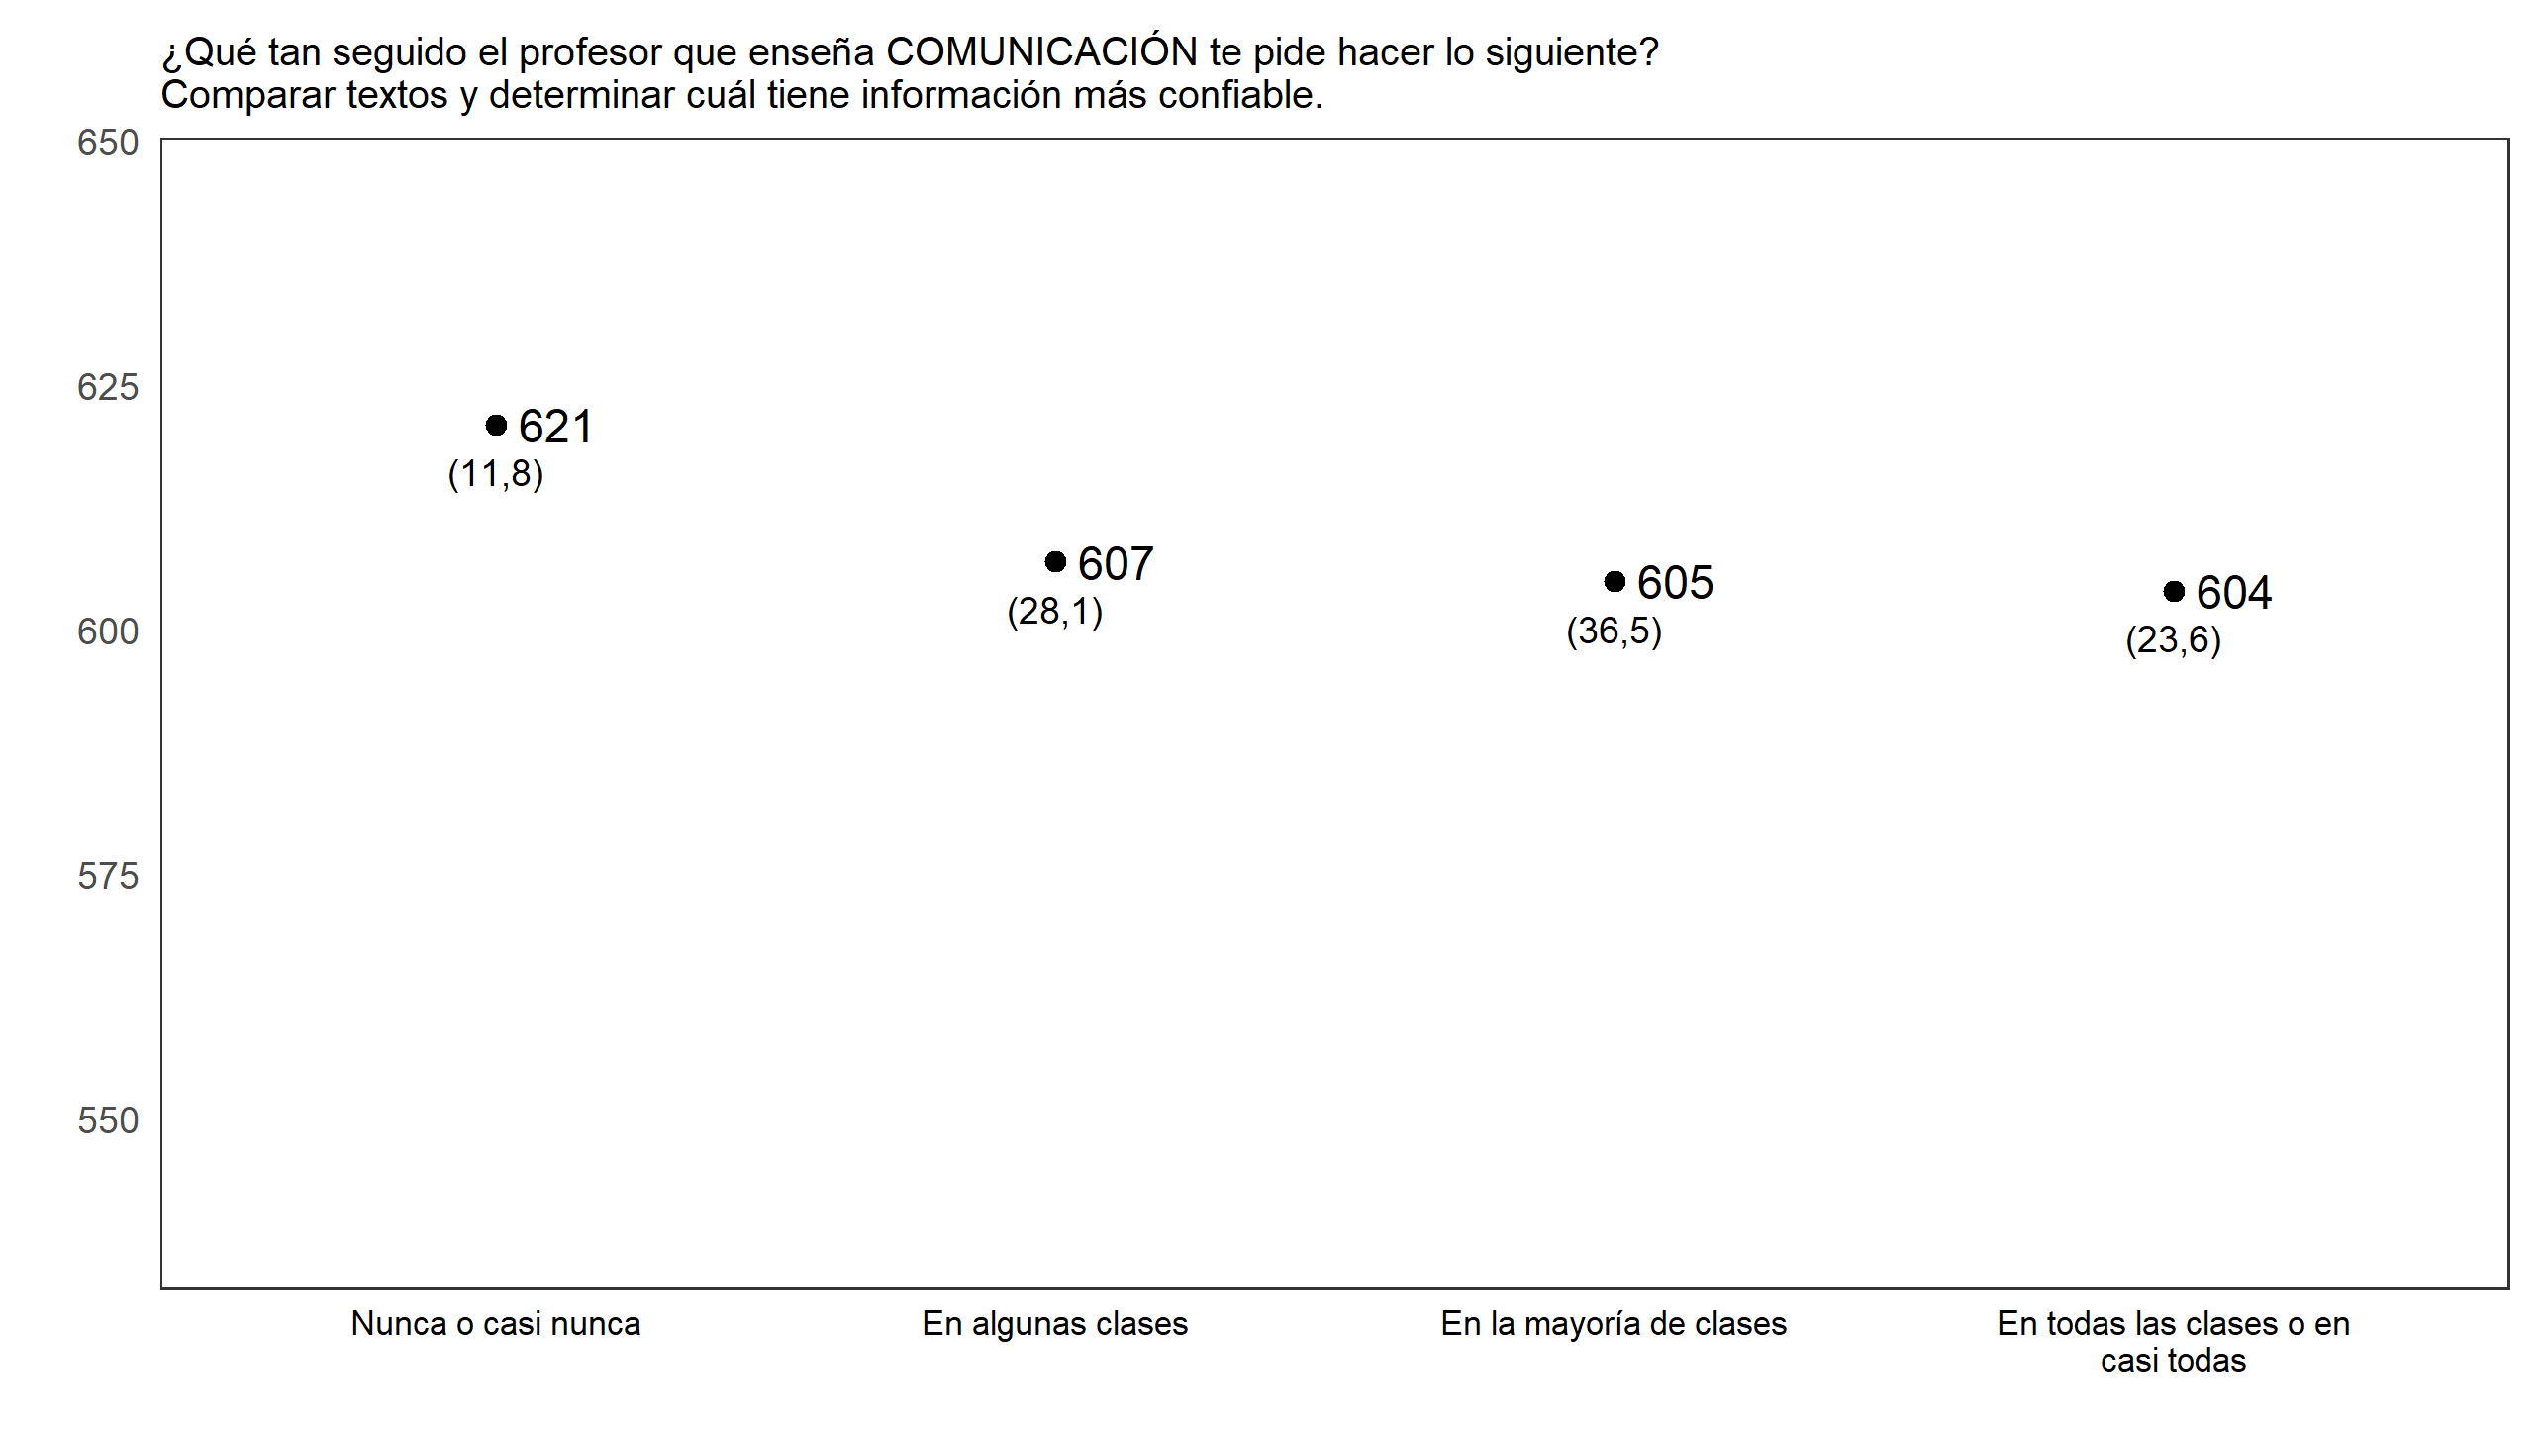 ¿Qué tan seguido el profesor que enseña COMUNICACIÓN te pide hacer lo siguiente?
Comparar textos y determinar cuál tiene información más confiable.
650
625
600
575
550
621
(11,8)
607
(28,1)
605
(36,5)
604
(23,6)
Nunca o casi nunca
En algunas clases
En la mayoría de clases
En todas las clases o en
casi todas